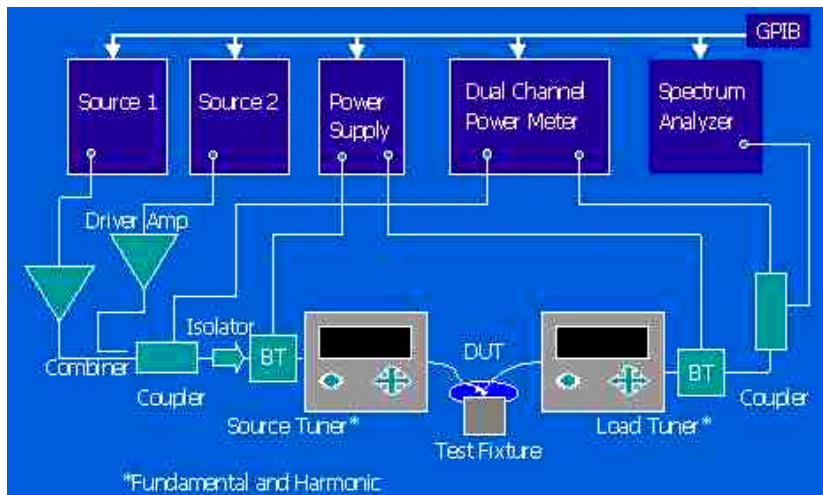 GPIB
Source 1
Source 2
Power
Supply
Dual Channel
Power Meter
Spectrum
Analyzer
Driver Amp
Combiner
Coupler
Isolator
BT
Source Tuner*
DUT
Test Fixture
Load Tuner*
BT
Coupler
*Fundamental and Harmonic